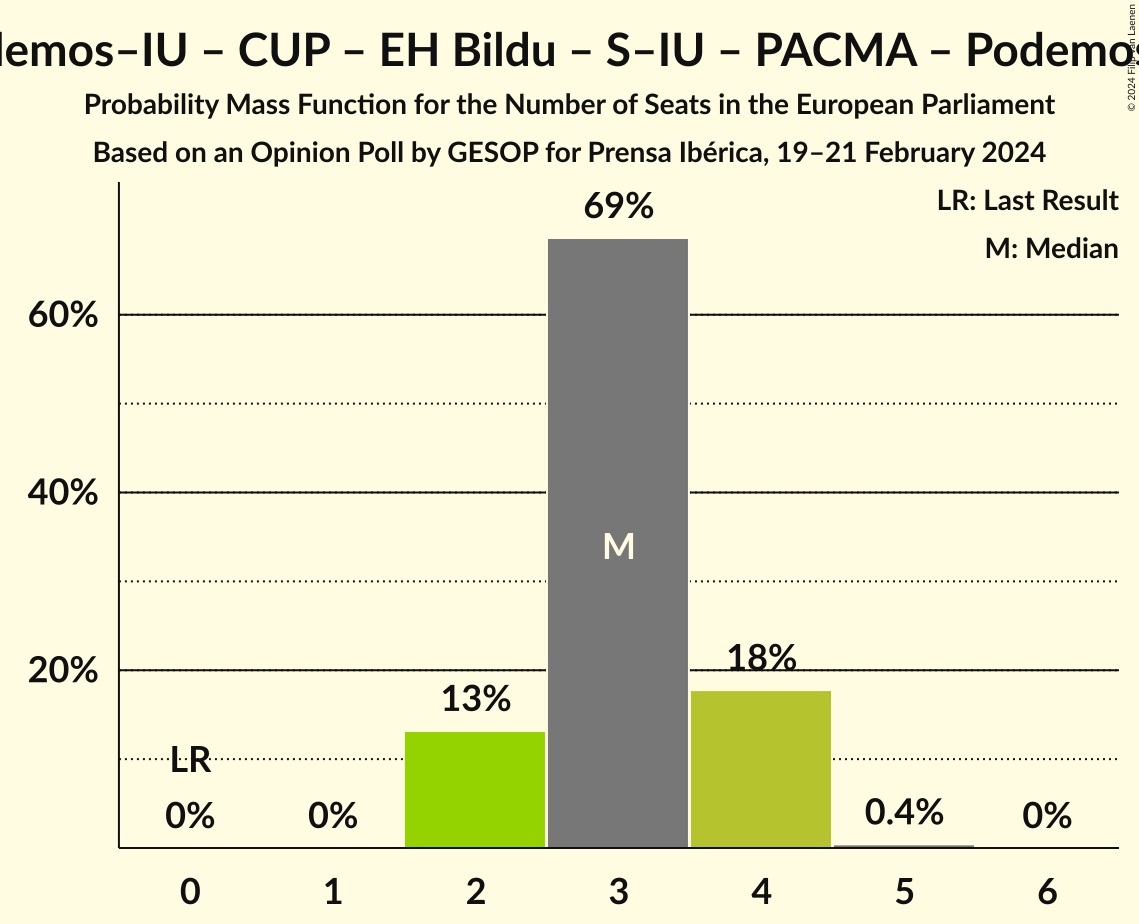 demos–IU – CUP – EH Bildu – S–IU – PACMA – Podemos
Probability Mass Function for the Number of Seats in the European Parliament
Based on an Opinion Poll by GESOP for Prensa Ibérica, 19–21 February 2024
© 2024 Filip van Laenen
LR: Last Result
M: Median
69%
60%
40%
M
20%
18%
13%
LR
0%
0%
0.4%
0%
0 1 2 3 4 5 6